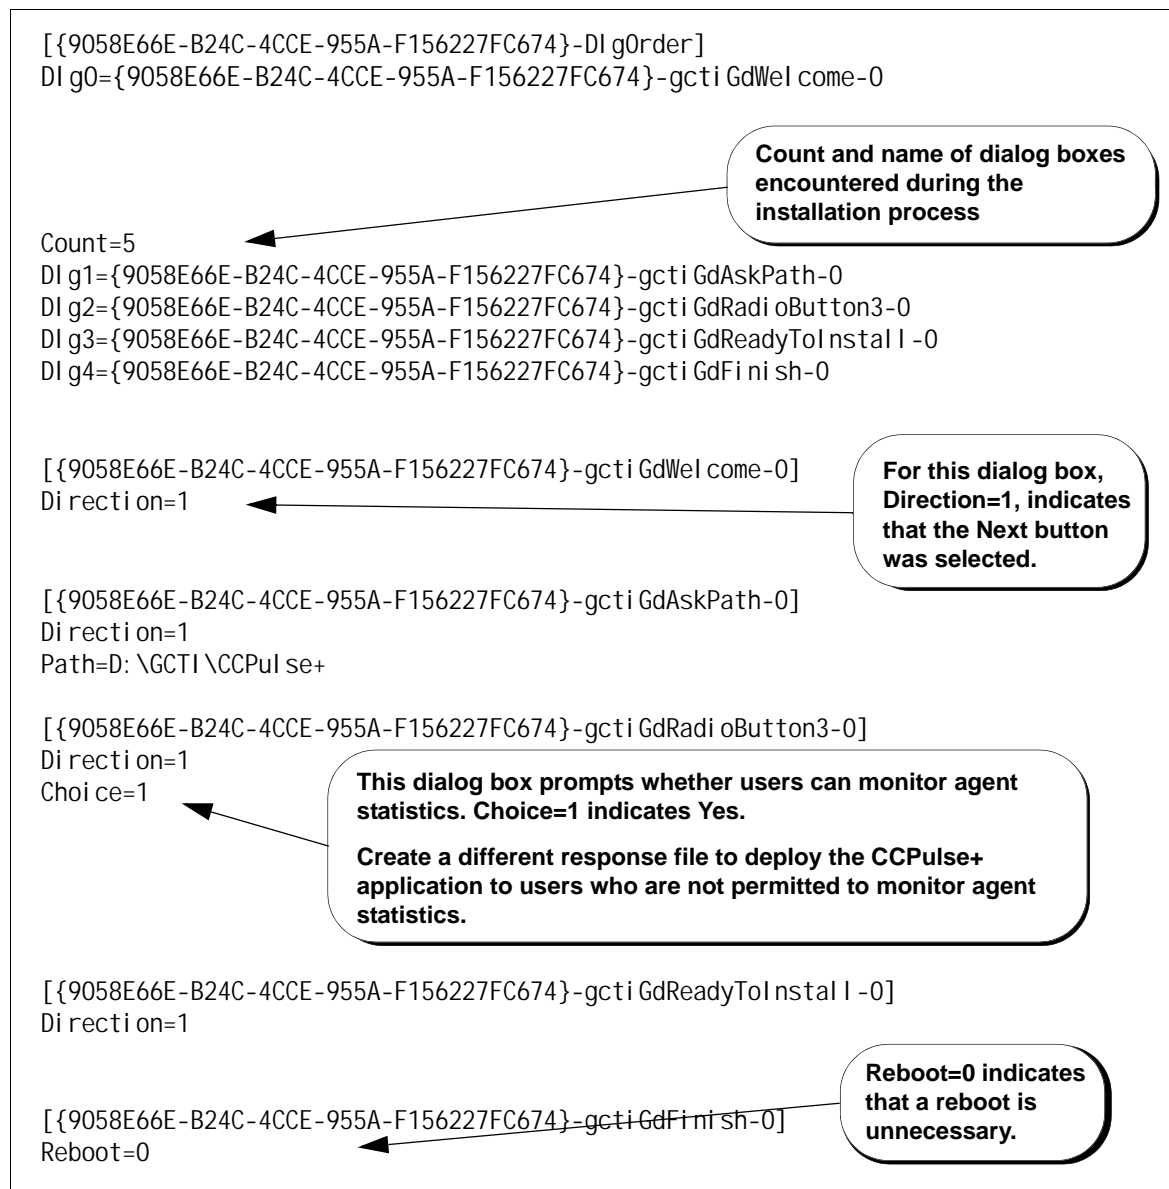 [{9058E66E-B24C-4CCE-955A-F156227FC674}-DlgOrder]
Dlg0={9058E66E-B24C-4CCE-955A-F156227FC674}-gctiGdWelcome-0
Count and name of dialog boxes
encountered during the
installation process
Count=5
Dlg1={9058E66E-B24C-4CCE-955A-F156227FC674}-gctiGdAskPath-0
Dlg2={9058E66E-B24C-4CCE-955A-F156227FC674}-gctiGdRadioButton3-0
Dlg3={9058E66E-B24C-4CCE-955A-F156227FC674}-gctiGdReadyToInstall-0
Dlg4={9058E66E-B24C-4CCE-955A-F156227FC674}-gctiGdFinish-0
[{9058E66E-B24C-4CCE-955A-F156227FC674}-gctiGdWelcome-0]
Direction=1
For this dialog box,
Direction=1, indicates
that the Next button
was selected.
[{9058E66E-B24C-4CCE-955A-F156227FC674}-gctiGdAskPath-0]
Direction=1
Path=D:\GCTI\CCPulse+
[{9058E66E-B24C-4CCE-955A-F156227FC674}-gctiGdRadioButton3-0]
Direction=1
Choice=1
This dialog box prompts whether users can monitor agent
statistics. Choice=1 indicates Yes.
Create a different response file to deploy the CCPulse+
application to users who are not permitted to monitor agent
statistics.
[{9058E66E-B24C-4CCE-955A-F156227FC674}-gctiGdReadyToInstall-0]
Direction=1
Reboot=0 indicates
that a reboot is
unnecessary.
[{9058E66E-B24C-4CCE-955A-F156227FC674}-gctiGdFinish-0]
Reboot=0